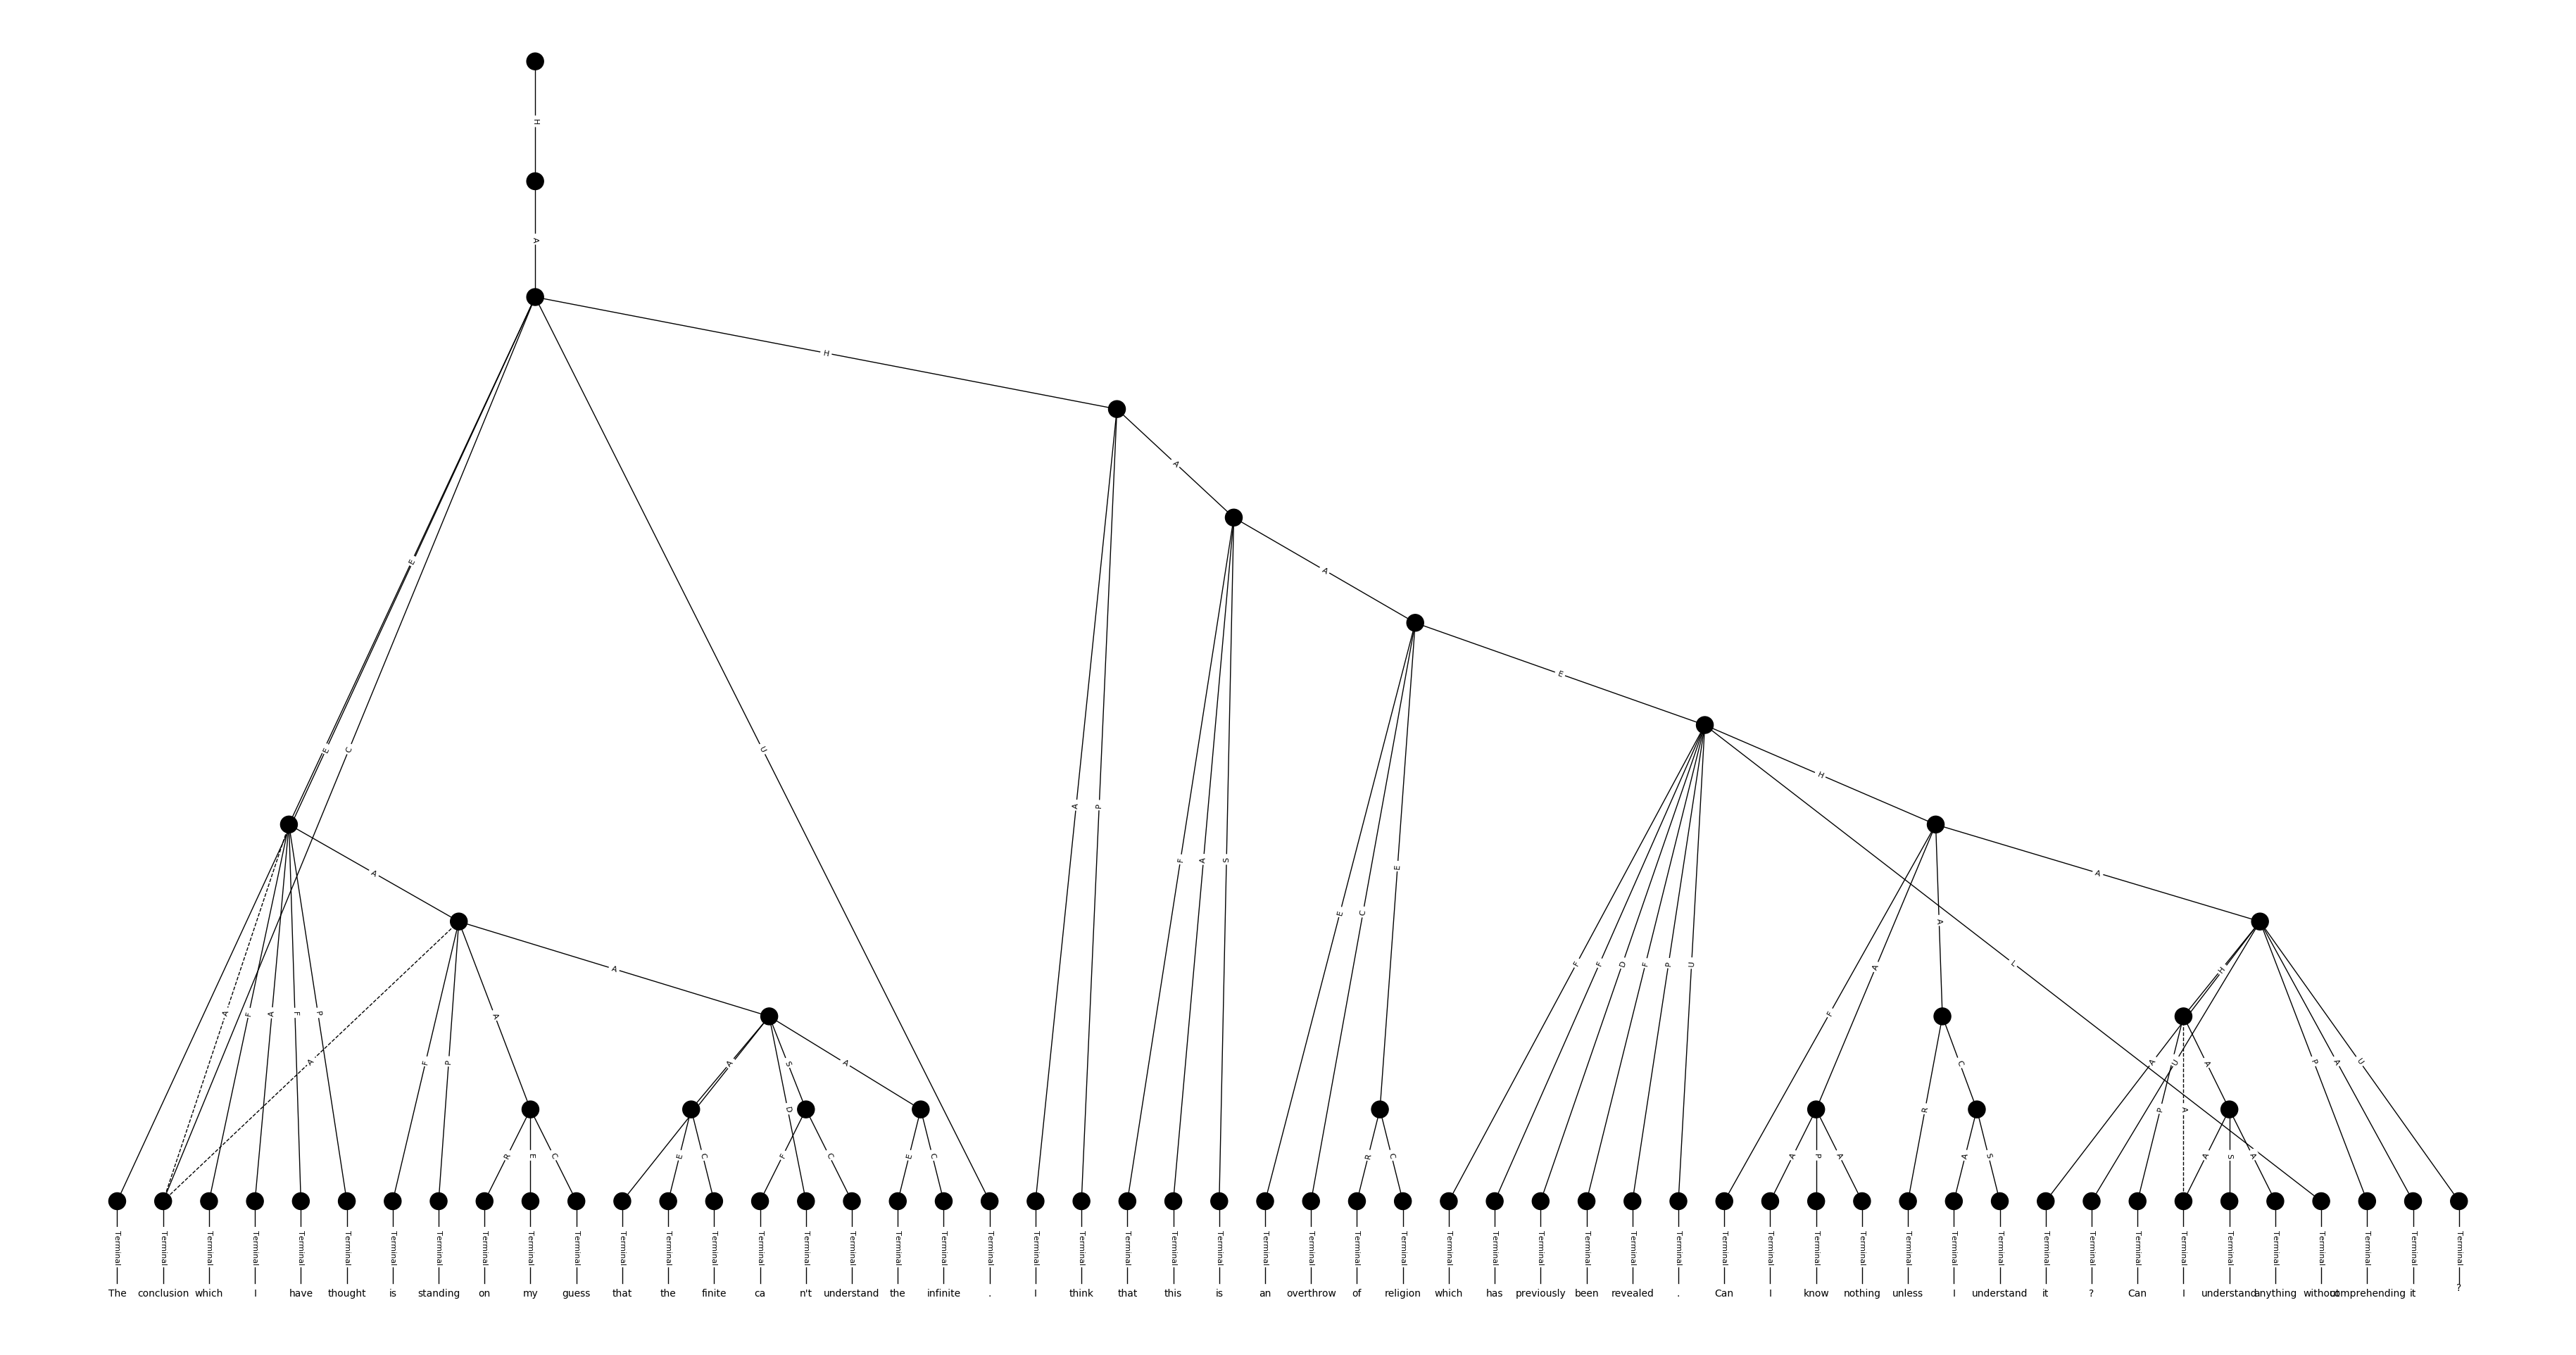 H
A
H
A
A
E
E
E
C
U
A
P
F
A
S
E
C
E
H
A
A
A
F
F
D
F
P
U
L
A
F
A
F
P
A
F
P
A
A
S
D
A
F
A
A
R
C
H
A
U
P
A
A
P
A
U
R
E
C
E
C
F
C
E
C
R
C
A
P
A
R
A
S
A
S
A
Terminal Terminal Terminal Terminal Terminal Terminal Terminal Terminal Terminal Terminal Terminal Terminal Terminal Terminal Terminal Terminal Terminal Terminal Terminal Terminal Terminal Terminal Terminal Terminal Terminal Terminal Terminal Terminal Terminal Terminal Terminal Terminal Terminal Terminal Terminal Terminal Terminal Terminal Terminal Terminal Terminal Terminal Terminal Terminal Terminal Terminal Terminal Terminal Terminal Terminal Terminal Terminal
The conclusion which I have thought is standing on my guess that the finite ca n't understand the infinite . I think that this is an overthrow of religion which has previously been revealed . Can I know nothing unless I understand it ? Can I understand anything without comprehending it ?